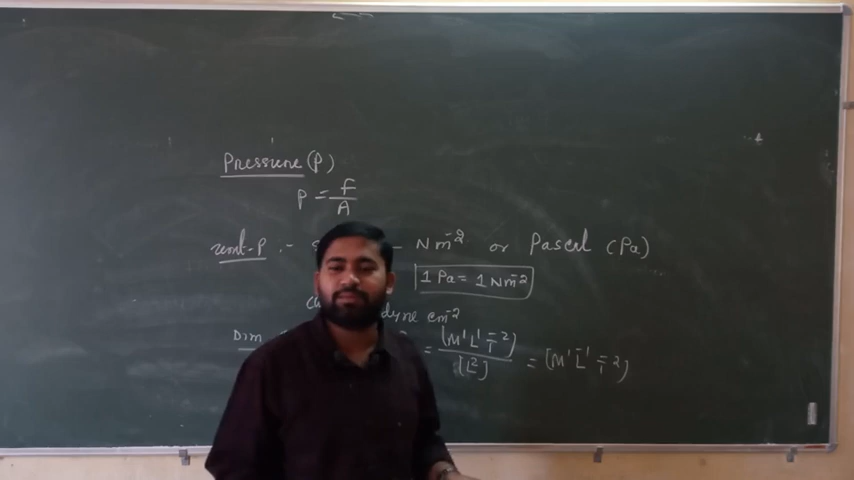 Pressure (P)
P = F/A
unit-P :- S – Nm⁻² or Pascal (Pa)
1 Pa = 1 Nm⁻²
dyne cm⁻²
Dim = [M¹L¹T⁻²]/[L²] = [M¹L⁻¹T⁻²]